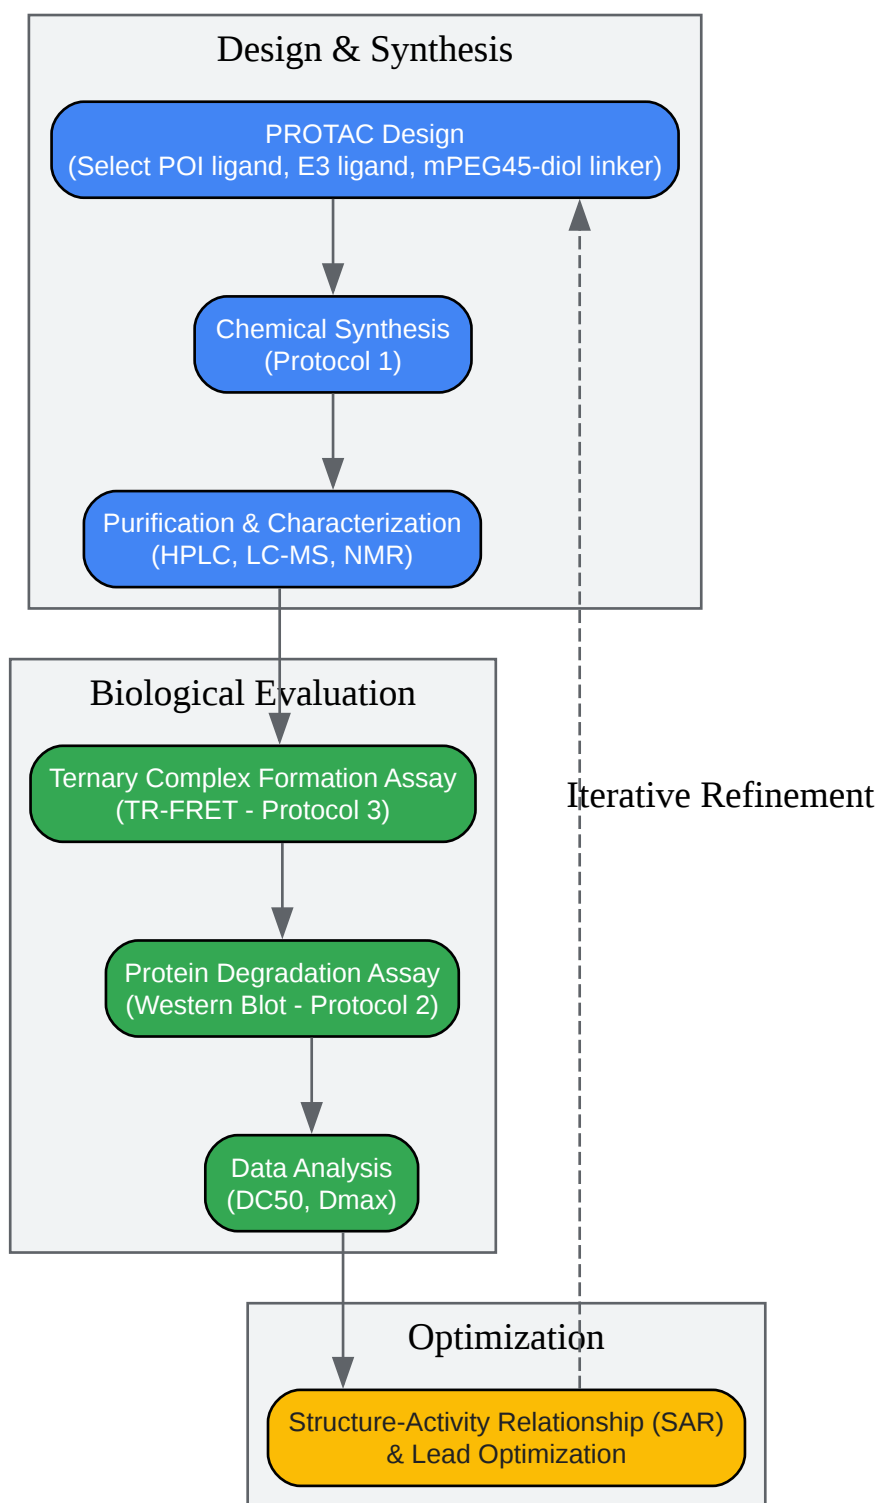 Design & Synthesis
PROTAC Design
(Select POI ligand, E3 ligand, mPEG45-diol linker)
Chemical Synthesis
(Protocol 1)
Purification & Characterization
(HPLC, LC-MS, NMR)
Biological Evaluation
Ternary Complex Formation Assay
(TR-FRET - Protocol 3)
Iterative Refinement
Protein Degradation Assay
(Western Blot - Protocol 2)
Data Analysis
(DC50, Dmax)
Optimization
Structure-Activity Relationship (SAR)
& Lead Optimization